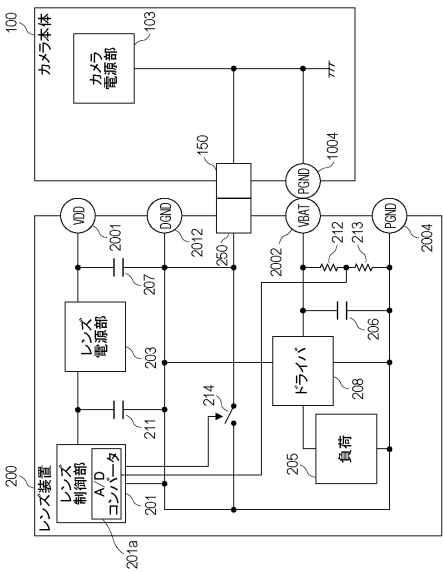 200
レンズ装置
レンズ
制御部
A/D
コンバータ
201
201a
211
レンズ
電源部
203
207
VDD
2001
DGND
2012
214
250
150
VBAT
2002
PGND
1004
212
213
206
ドライバ
208
負荷
205
PGND
2004
100
カメラ本体
カメラ
電源部
103